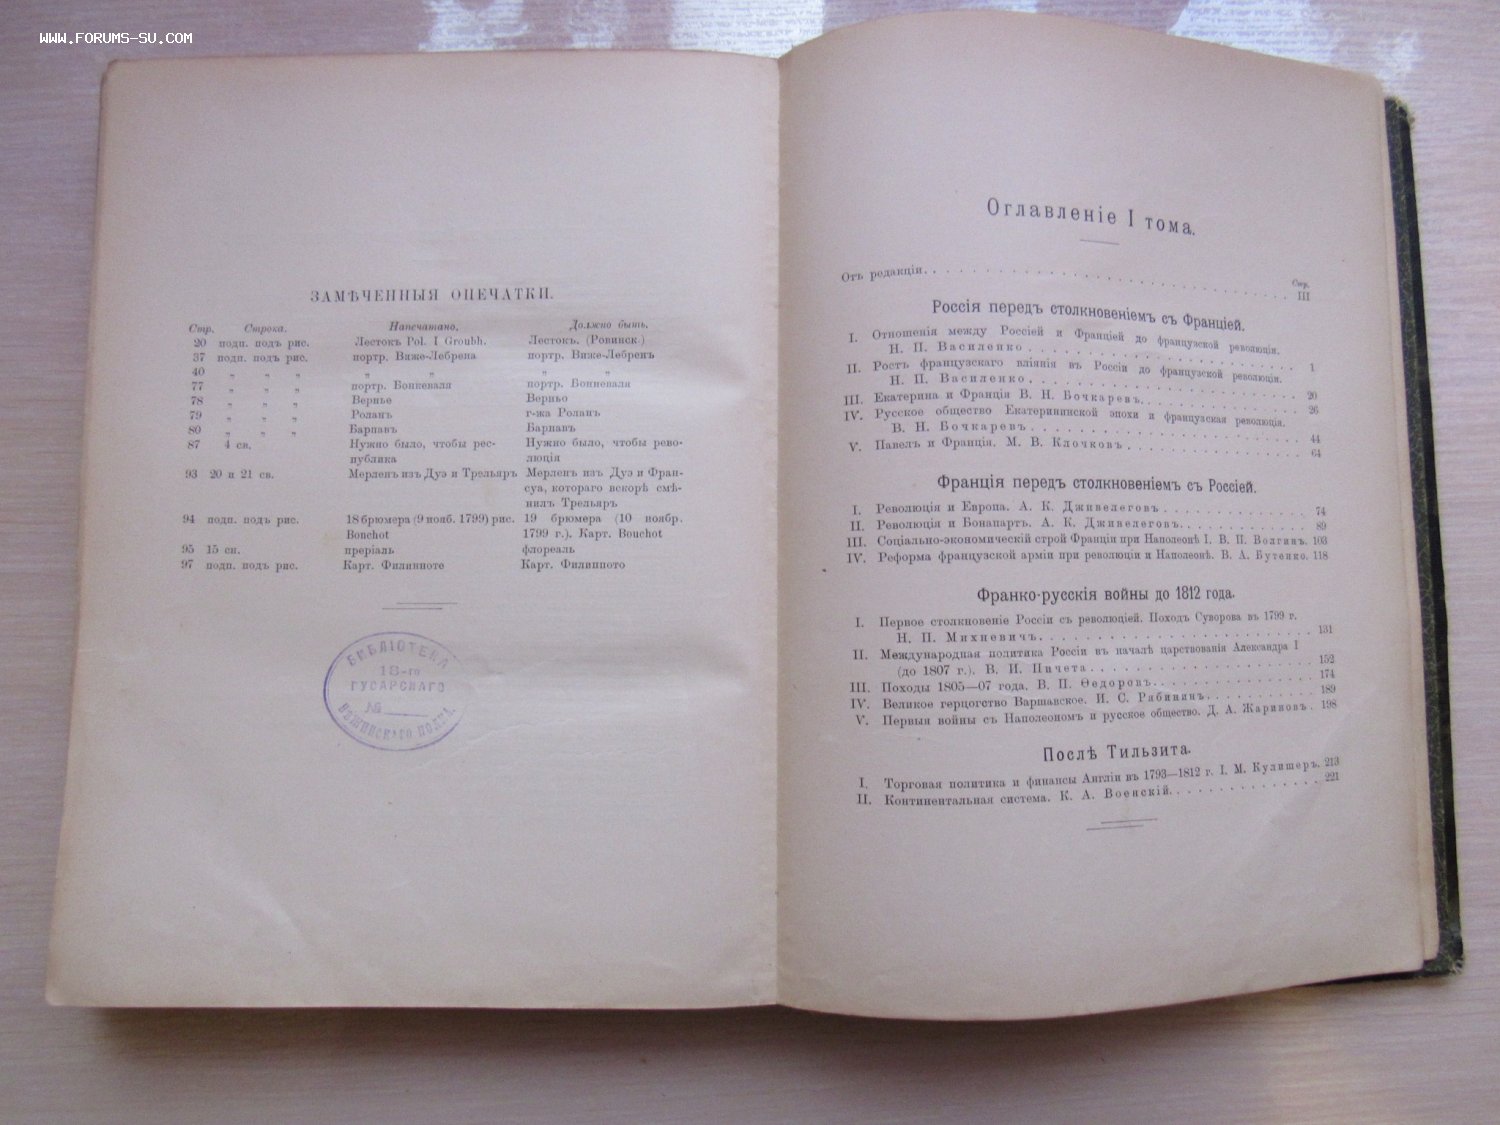 WWW.FORUMS-SU.COM
ЗАМѢЧЕННЫЯ ОПЕЧАТКИ.
Стр. Строка. Напечатано. Должно быть.
20 подп. подъ рис. Лестокъ Pol. I Groubh. Лестокъ. (Ровинск)
37 подп. подъ рис. портр. Виже-Лебрена портр. Виже-Лебренъ
40 „ „ „ „ „ „ „
77 „ „ „ портр. Бонкеваля портр. Бонневаля
78 „ „ „ Вернье Верньо
79 „ „ „ Роланъ г-жа Роланъ
80 „ „ „ Барпавъ Барнавъ
87 4 сн. Нужно было, чтобы рес- Нужно было, чтобы рево-
публика люція
93 20 и 21 св. Мерленъ изъ Дуэ и Трельяръ Мерленъ изъ Дуэ и Фран-
суа, котораго вскорѣ смѣ-
нилъ Трельяръ
94 подп. подъ рис. 18 брюмера (9 нояб. 1799) рис. 19 брюмера (10 ноябр.
Bouchot 1799 г.). Карт. Bouchot
95 15 сн. преріаль флореаль
97 подп. подъ рис. Карт. Филиппоте Карт. Филиппото
БИБЛІОТЕКА
18-го
ГУСАРСКАГО
№
НѢЖИНСКАГО ПОЛКА.
Оглавленіе I тома.
Стр.
Отъ редакціи. III
Россія передъ столкновеніемъ съ Франціей.
I. Отношенія между Россіей и Франціей до французской революціи.
Н. П. Василенко 1
II. Ростъ французскаго вліянія въ Россіи до французской революціи.
Н. П. Василенко 20
III. Екатерина и Франція В. Н. Бочкаревъ. 26
IV. Русское общество Екатерининской эпохи и французская революція.
В. Н. Бочкаревъ 44
V. Павелъ и Франція. М. В. Клочковъ 64
Франція передъ столкновеніемъ съ Россіей.
I. Революція и Европа. А. К. Дживелеговъ 74
II. Революція и Бонапартъ. А. К. Дживелеговъ. 89
III. Соціально-экономическій строй Франціи при Наполеонѣ I. В. П. Волгинъ. 103
IV. Реформа французской арміи при революціи и Наполеонѣ. В. А. Бутенко. 118
Франко-русскія войны до 1812 года.
I. Первое столкновеніе Россіи съ революціей. Походъ Суворова въ 1799 г.
Н. П. Михневичъ. 131
II. Международная политика Россіи въ началѣ царствованія Александра I
(до 1807 г.). В. И. Пичета 152
III. Походы 1805—07 года. В. П. Ѳедоровъ. 174
IV. Великое герцогство Варшавское. И. С. Рябининъ. 189
V. Первыя войны съ Наполеономъ и русское общество. Д. А. Жариновъ. 198
Послѣ Тильзита.
I. Торговая политика и финансы Англіи въ 1793—1812 г. І. М. Кулишеръ. 213
II. Континентальная система. К. А. Военскій. 221